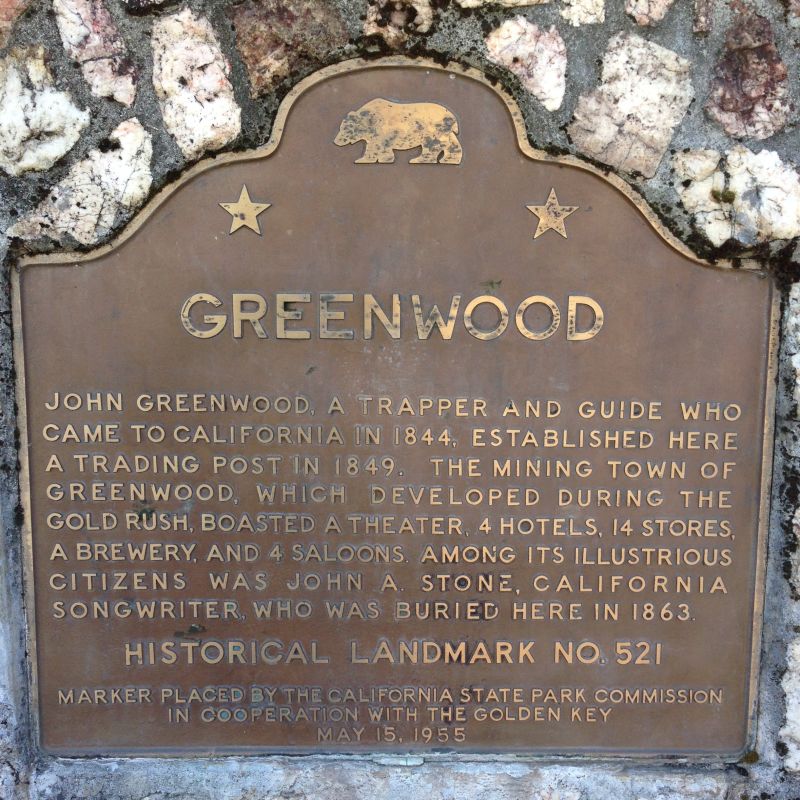 GREENWOOD
JOHN GREENWOOD, A TRAPPER AND GUIDE WHO
CAME TO CALIFORNIA IN 1844, ESTABLISHED HERE
A TRADING POST IN 1849. THE MINING TOWN OF
GREENWOOD, WHICH DEVELOPED DURING THE
GOLD RUSH, BOASTED A THEATER, 4 HOTELS, 14 STORES,
A BREWERY, AND 4 SALOONS. AMONG ITS ILLUSTRIOUS
CITIZENS WAS JOHN A. STONE, CALIFORNIA
SONGWRITER, WHO WAS BURIED HERE IN 1863.
HISTORICAL LANDMARK NO. 521
MARKER PLACED BY THE CALIFORNIA STATE PARK COMMISSION
IN COOPERATION WITH THE GOLDEN KEY
MAY 15, 1955